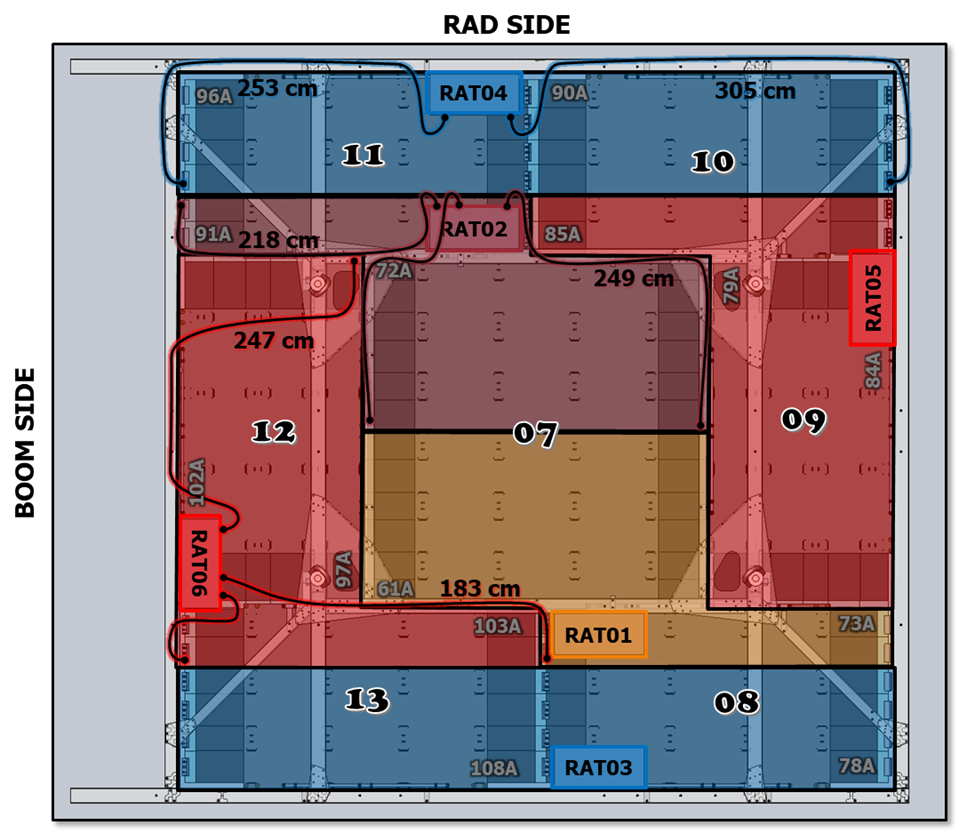 RAD SIDE
96A
253 cm
RAT04
90A
305 cm
11
10
91A
218 cm
RAT02
85A
72A
249 cm
79A
RAT05
247 cm
84A
BOOM SIDE
12
07
09
102A
RAT06
97A
61A
183 cm
103A
RAT01
73A
13
08
108A
RAT03
78A